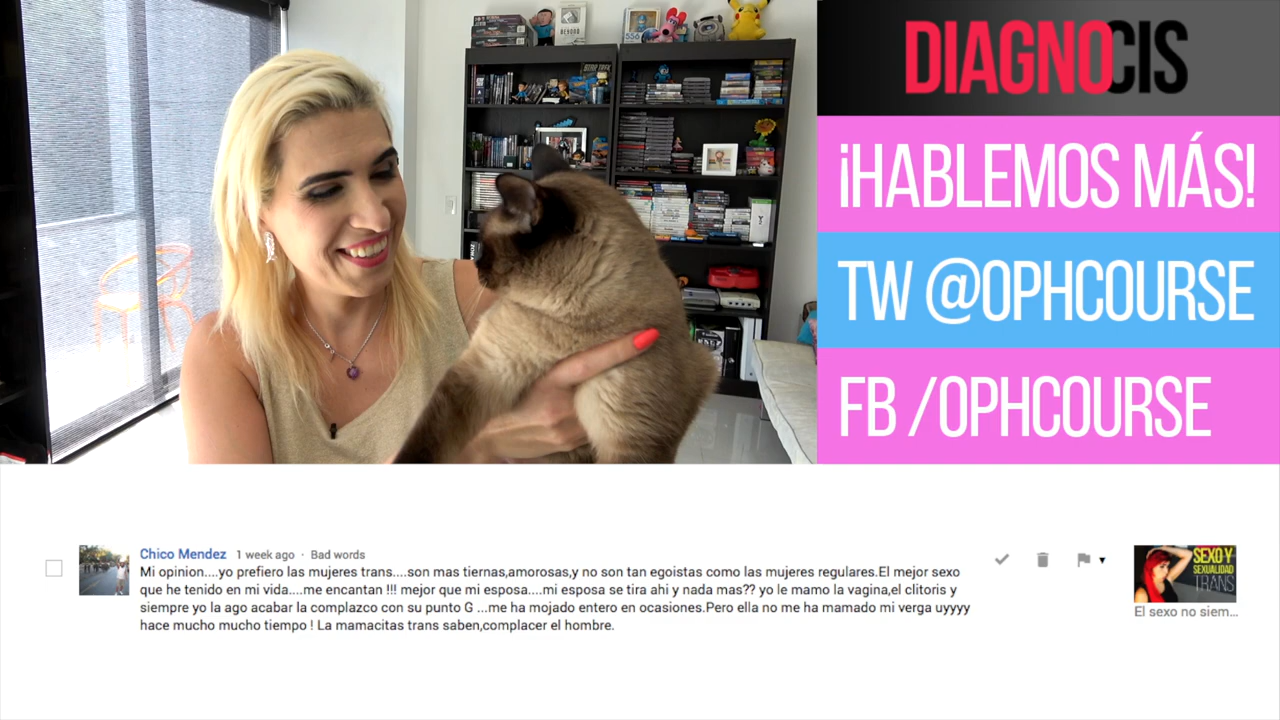 DIAGNOCIS
¡HABLEMOS MÁS!
TW @OPHCOURSE
FB /OPHCOURSE
Chico Mendez 1 week ago · Bad words
Mi opinion....yo prefiero las mujeres trans....son mas tiernas amorosas,y no son tan egoistas como las mujeres regulares.El mejor sexo
que he tenido en mi vida....me encantan !!! mejor que mi esposa....mi esposa se tira ahi y nada mas?? yo le mamo la vagina,el clitoris y
siempre yo la ago acabar la complazco con su punto G ...me ha mojado entero en ocasiones.Pero ella no me ha mamado mi verga uyyyy
hace mucho mucho tiempo ! La mamacitas trans saben,complacer el hombre.
SEXO Y
SEXUALIDAD
TRANS
El sexo no siem...